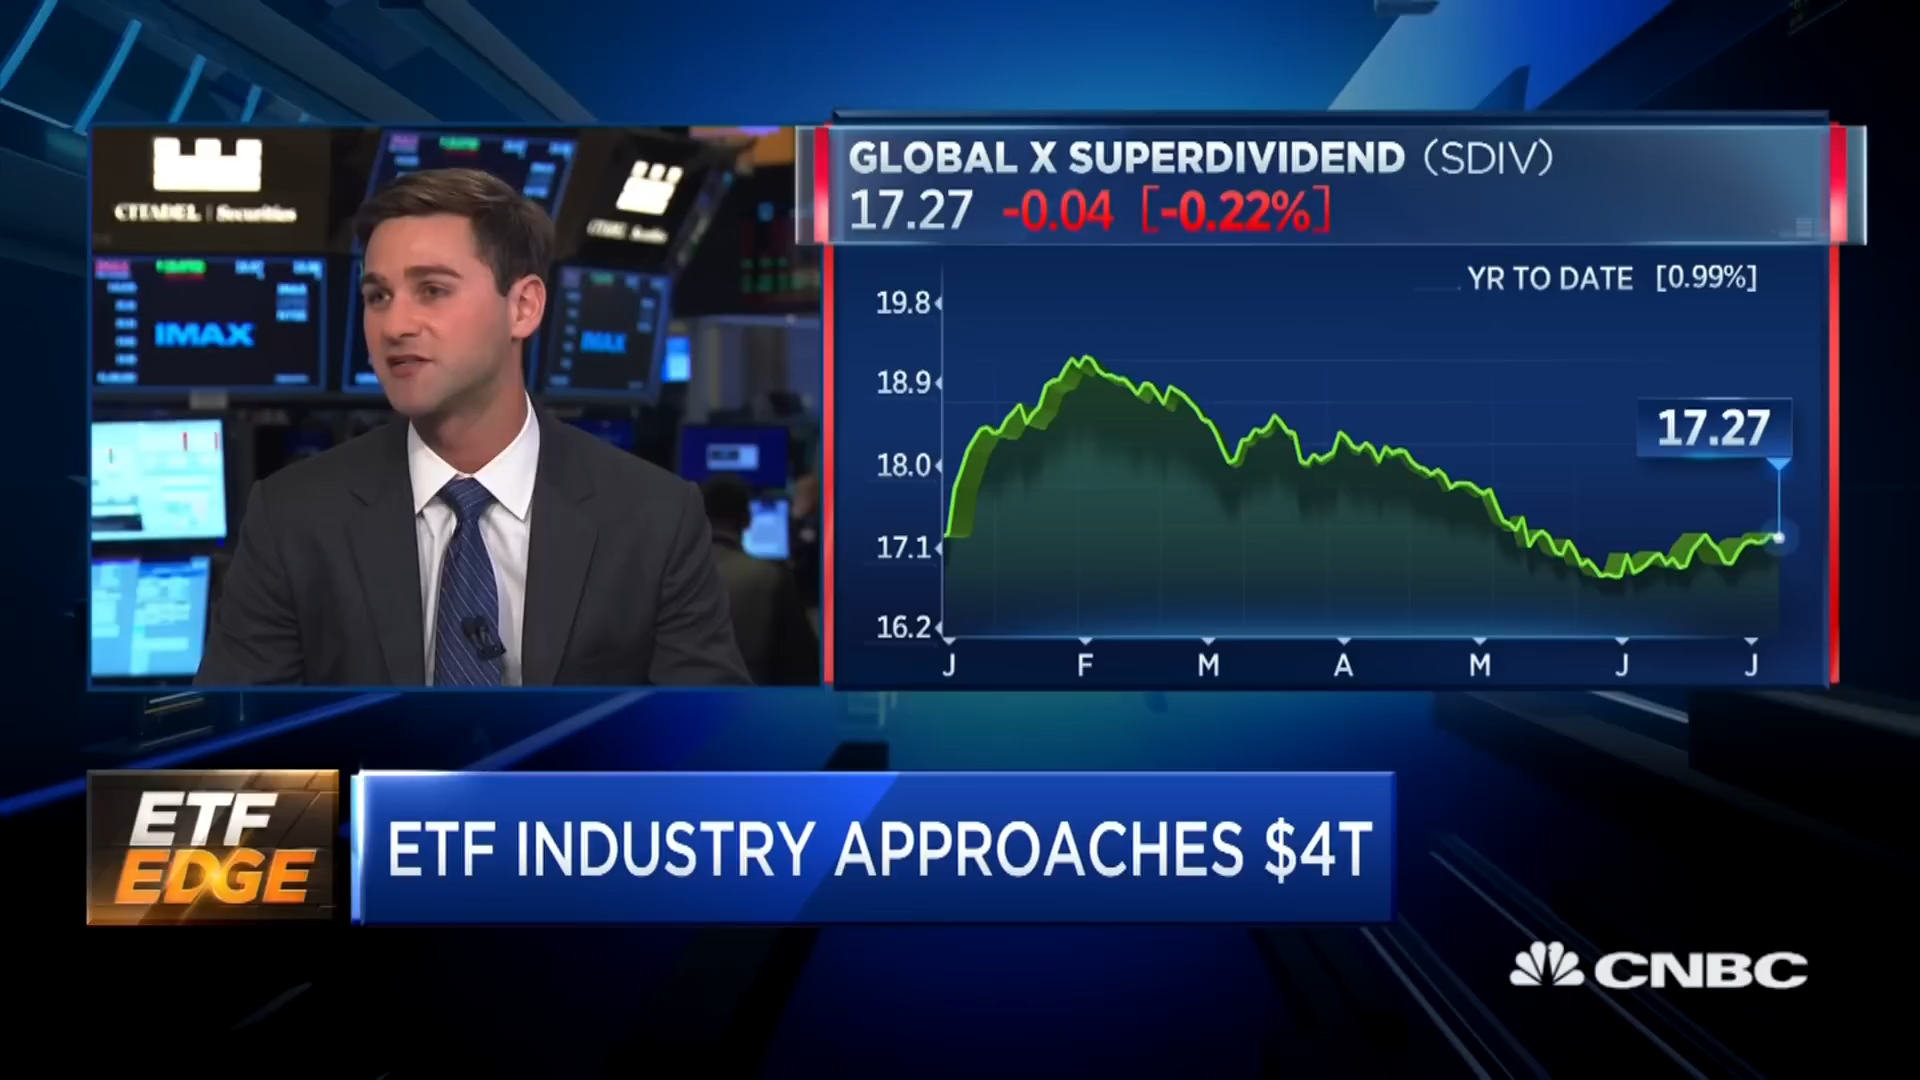 CITADEL | Securities
IMAX
IMAX
GLOBAL X SUPERDIVIDEND (SDIV)
17.27 -0.04 [-0.22%]
YR TO DATE [0.99%]
19.8
18.9
18.0
17.1
16.2
17.27
J F M A M J J
ETF
EDGE
ETF INDUSTRY APPROACHES $4T
CNBC